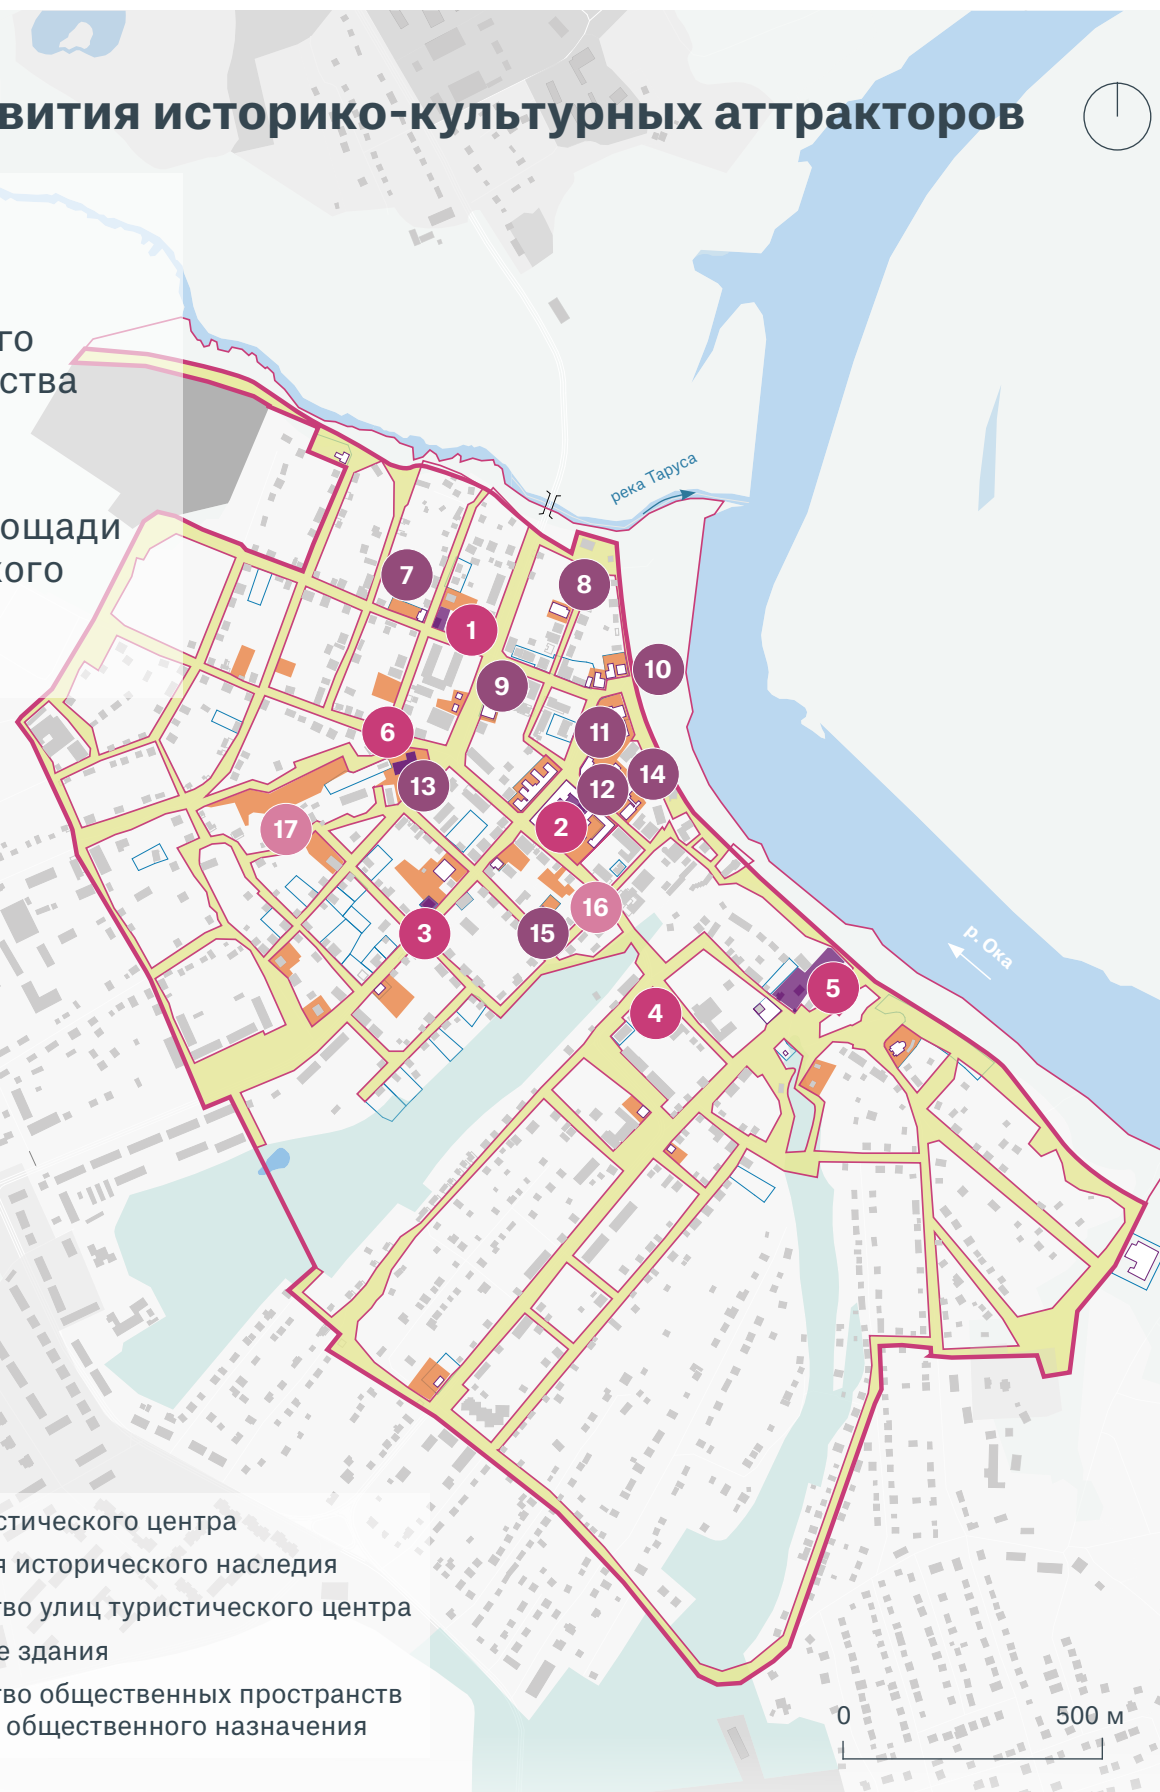 вития историко-культурных аттракторов
го
ства
ощади
кого
река Таруса
7
8
1
10
9
6
11
14
13
12
2
17
16
3
15
5
р. Ока
4
стического центра
я исторического наследия
тво улиц туристического центра
е здания
тво общественных пространств
общественного назначения
0 500 м